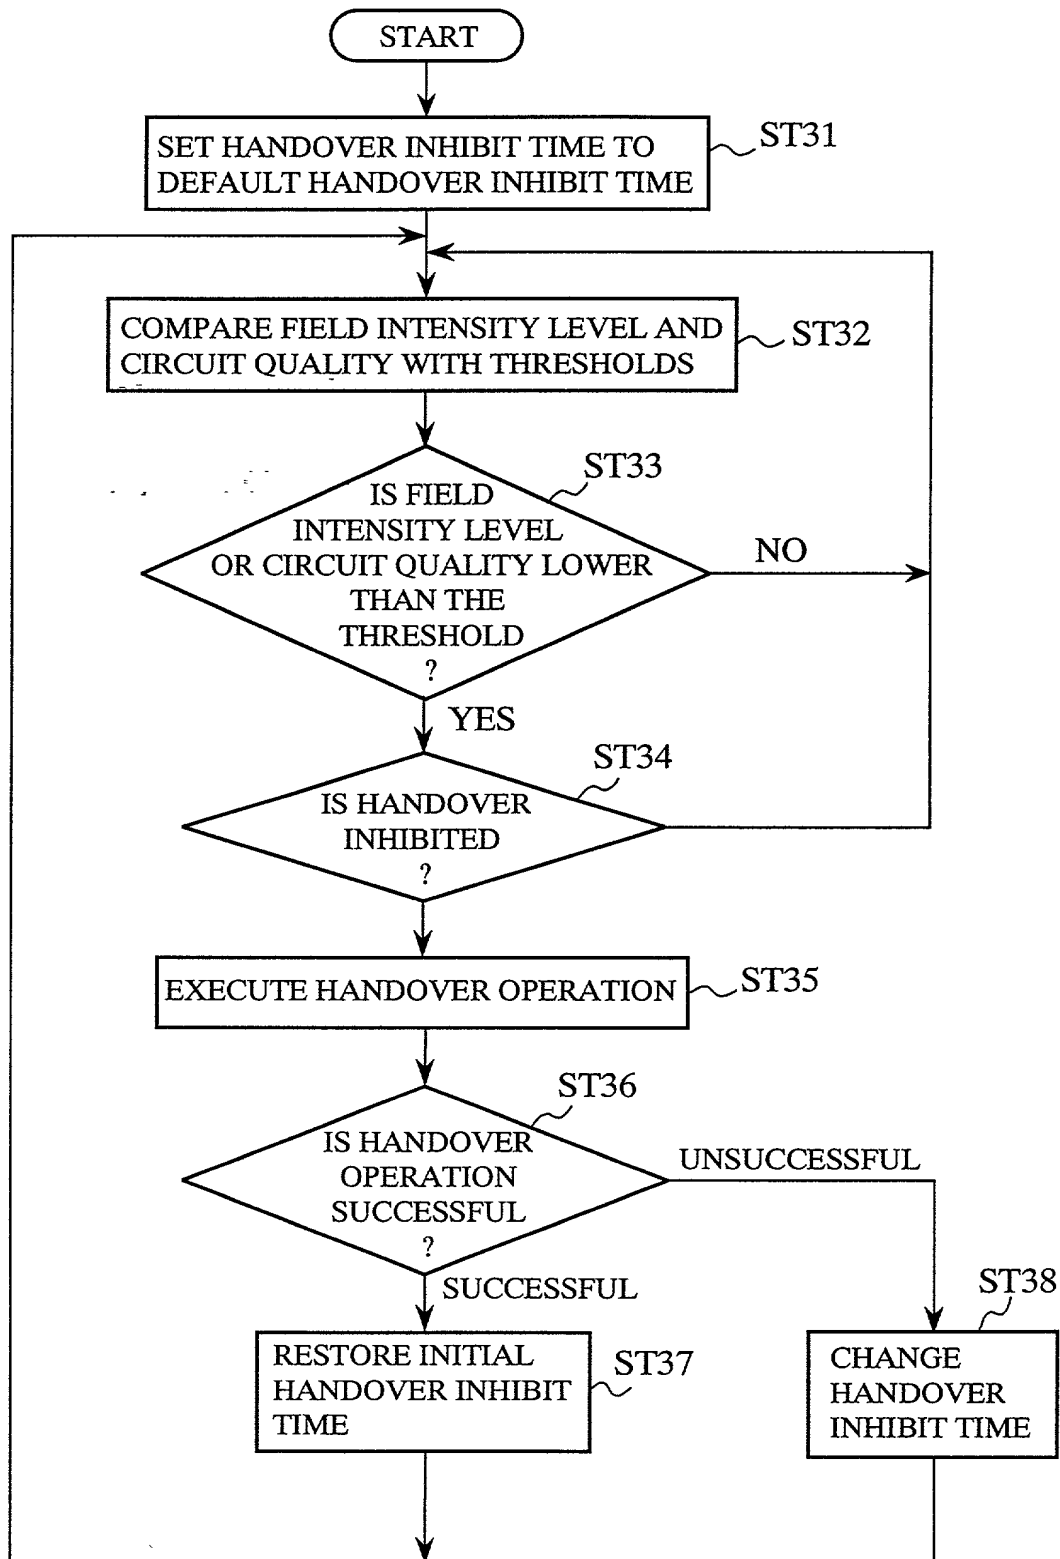 START
SET HANDOVER INHIBIT TIME TO
DEFAULT HANDOVER INHIBIT TIME
ST31
COMPARE FIELD INTENSITY LEVEL AND
CIRCUIT QUALITY WITH THRESHOLDS
ST32
ST33
IS FIELD
INTENSITY LEVEL
OR CIRCUIT QUALITY LOWER
THAN THE
THRESHOLD
?
NO
YES
ST34
IS HANDOVER
INHIBITED
?
EXECUTE HANDOVER OPERATION
ST35
ST36
IS HANDOVER
OPERATION
SUCCESSFUL
?
UNSUCCESSFUL
SUCCESSFUL
RESTORE INITIAL
HANDOVER INHIBIT
TIME
ST37
ST38
CHANGE
HANDOVER
INHIBIT TIME